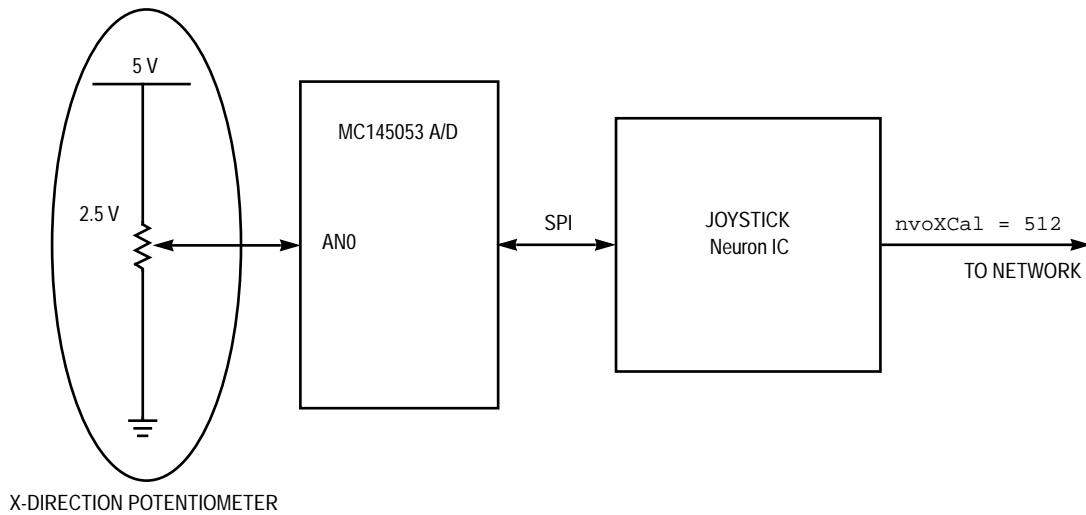 5 V
2.5 V
MC145053 A/D
AN0
SPI
JOYSTICK
Neuron IC
nvoXCal = 512
TO NETWORK
X-DIRECTION POTENTIOMETER